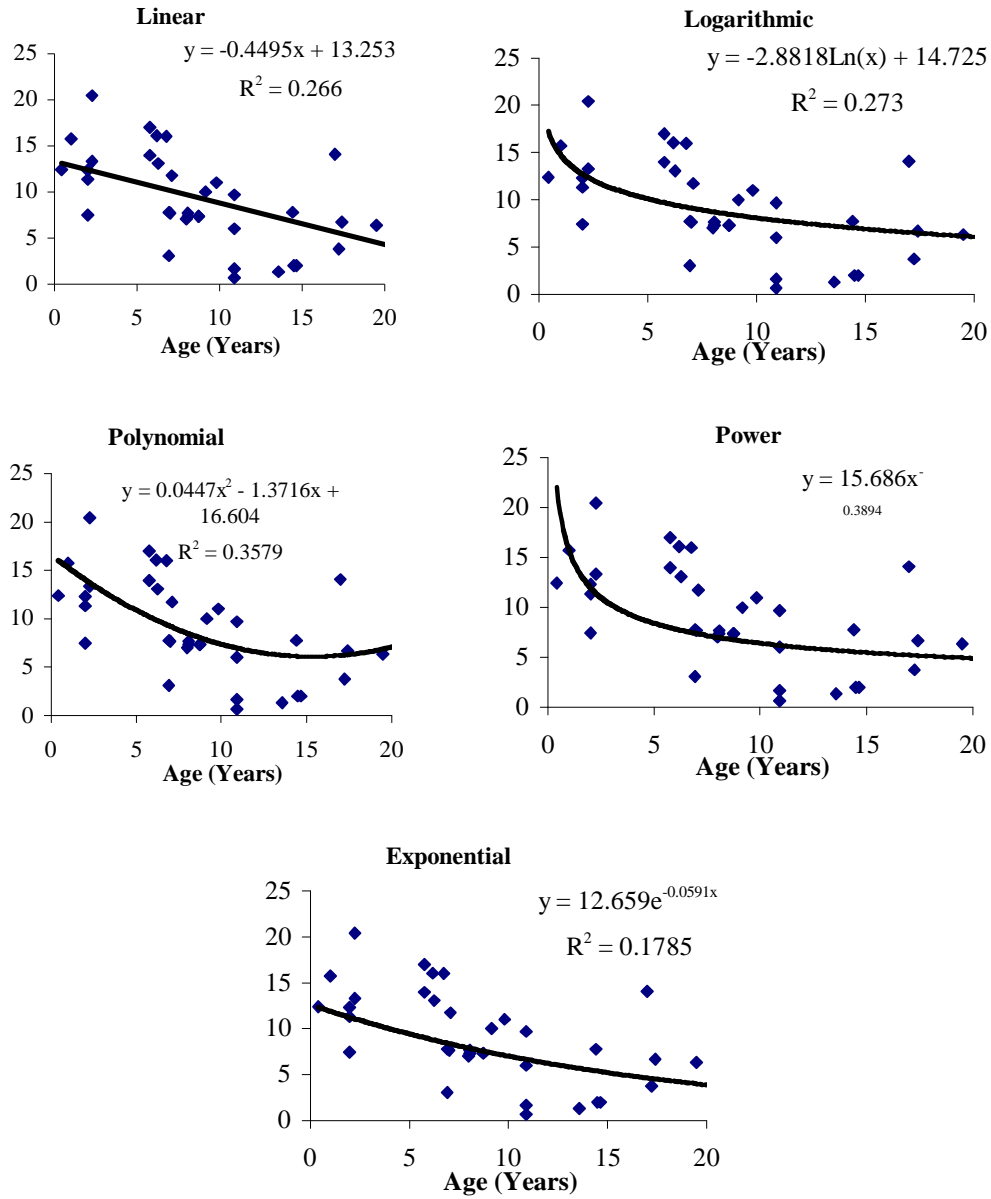 Linear
y = -0.4495x + 13.253
R² = 0.266
25
20
15
10
5
0
0 5 10 15 20
Age (Years)
Logarithmic
y = -2.8818Ln(x) + 14.725
R² = 0.273
25
20
15
10
5
0
0 5 10 15 20
Age (Years)
Polynomial
y = 0.0447x² - 1.3716x +
16.604
R² = 0.3579
25
20
15
10
5
0
0 5 10 15 20
Age (Years)
Power
y = 15.686x⁻
0.3894
25
20
15
10
5
0
0 5 10 15 20
Age (Years)
Exponential
y = 12.659e⁻⁰·⁰⁵⁹¹ˣ
R² = 0.1785
25
20
15
10
5
0
0 5 10 15 20
Age (Years)